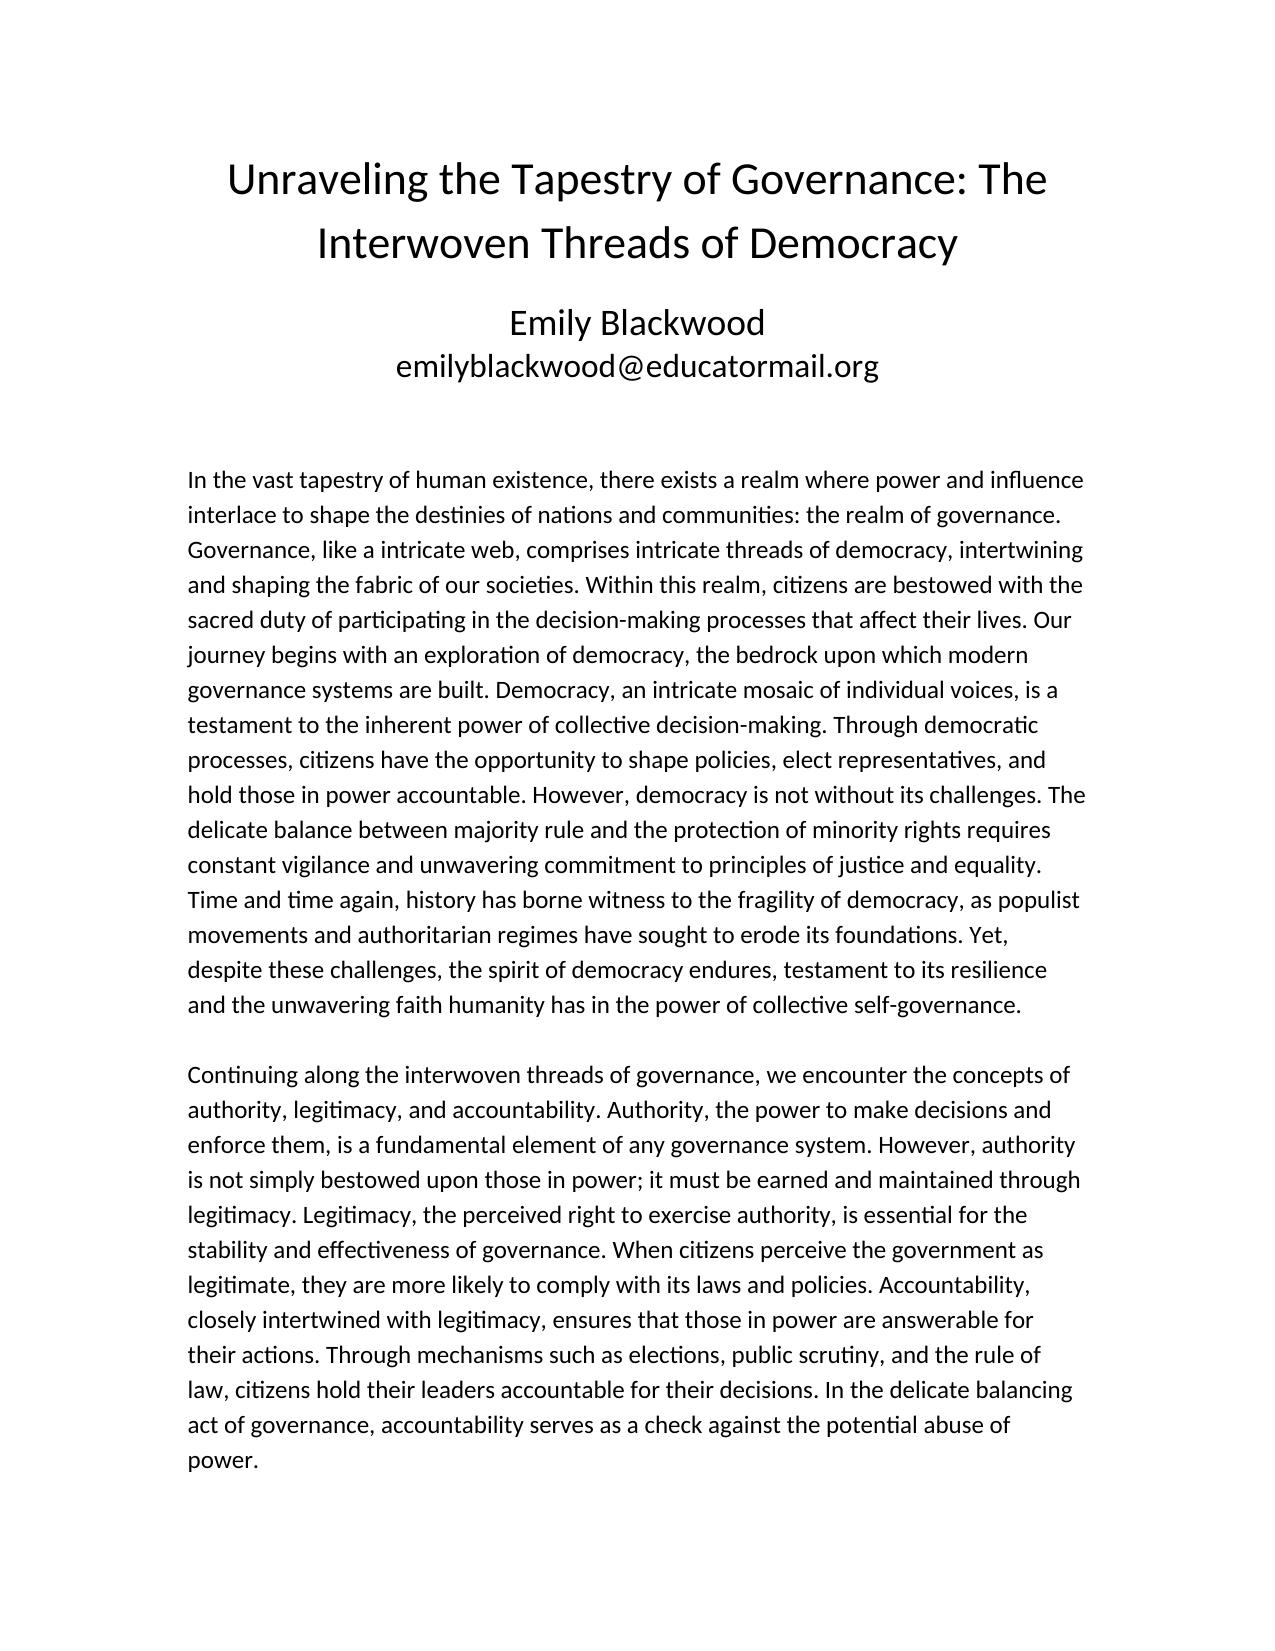 Unraveling the Tapestry of Governance: The
Interwoven Threads of Democracy
Emily Blackwood
emilyblackwood@educatormail.org
In the vast tapestry of human existence, there exists a realm where power and influence
interlace to shape the destinies of nations and communities: the realm of governance.
Governance, like a intricate web, comprises intricate threads of democracy, intertwining
and shaping the fabric of our societies. Within this realm, citizens are bestowed with the
sacred duty of participating in the decision-making processes that affect their lives. Our
journey begins with an exploration of democracy, the bedrock upon which modern
governance systems are built. Democracy, an intricate mosaic of individual voices, is a
testament to the inherent power of collective decision-making. Through democratic
processes, citizens have the opportunity to shape policies, elect representatives, and
hold those in power accountable. However, democracy is not without its challenges. The
delicate balance between majority rule and the protection of minority rights requires
constant vigilance and unwavering commitment to principles of justice and equality.
Time and time again, history has borne witness to the fragility of democracy, as populist
movements and authoritarian regimes have sought to erode its foundations. Yet,
despite these challenges, the spirit of democracy endures, testament to its resilience
and the unwavering faith humanity has in the power of collective self-governance.
Continuing along the interwoven threads of governance, we encounter the concepts of
authority, legitimacy, and accountability. Authority, the power to make decisions and
enforce them, is a fundamental element of any governance system. However, authority
is not simply bestowed upon those in power; it must be earned and maintained through
legitimacy. Legitimacy, the perceived right to exercise authority, is essential for the
stability and effectiveness of governance. When citizens perceive the government as
legitimate, they are more likely to comply with its laws and policies. Accountability,
closely intertwined with legitimacy, ensures that those in power are answerable for
their actions. Through mechanisms such as elections, public scrutiny, and the rule of
law, citizens hold their leaders accountable for their decisions. In the delicate balancing
act of governance, accountability serves as a check against the potential abuse of
power.